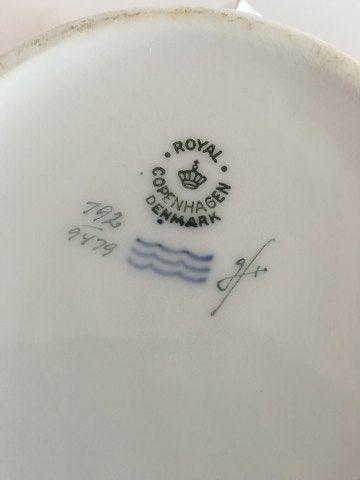 ROYAL
COPENHAGEN
DENMARK
792
9479